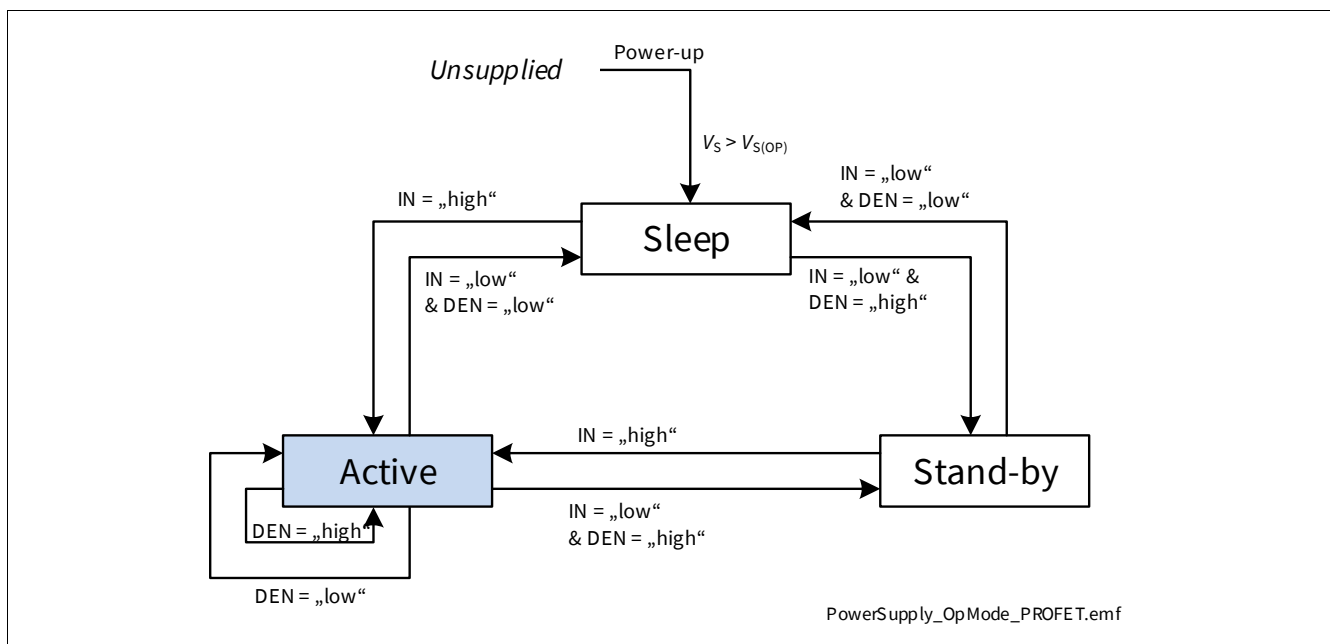 Power-up
Unsupplied
VS > VS(OP)
IN = „low“
& DEN = „low“
IN = „high“
Sleep
IN = „low“
& DEN = „low“
IN = „low“ &
DEN = „high“
IN = „high“
Active
Stand-by
IN = „low“
& DEN = „high“
DEN = „high“
DEN = „low“
PowerSupply_OpMode_PROFET.emf